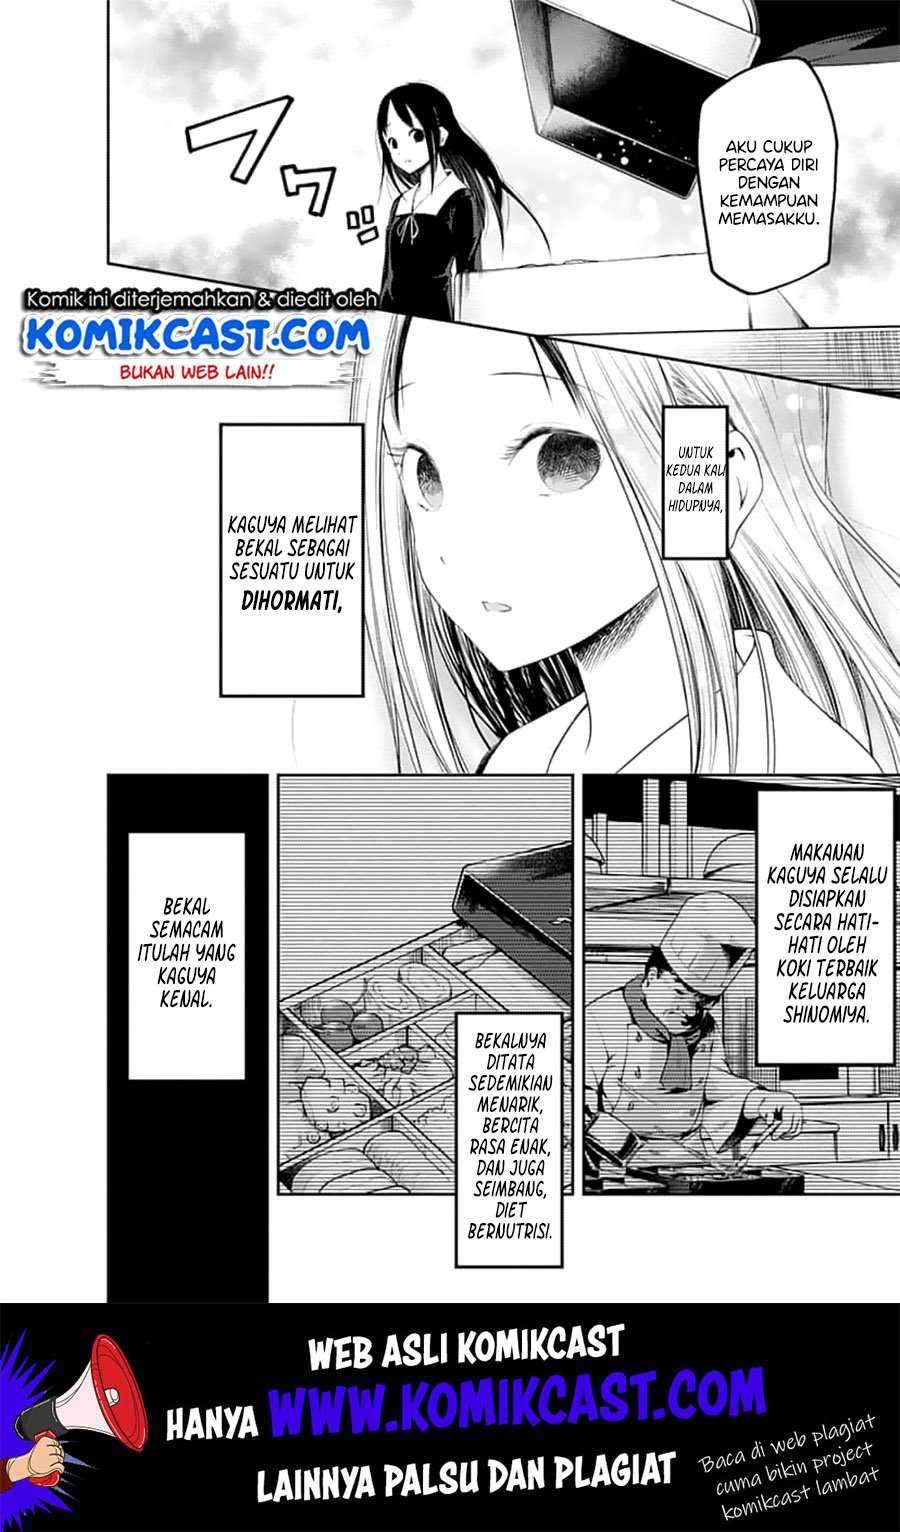 AKU CUKUP
PERCAYA DIRI
DENGAN
KEMAMPUAN
MEMASAKKU.
フワッ
Komik ini diterjemahkan & diedit oleh
KOMIKCAST.COM
BUKAN WEB LAIN!!
UNTUK
KEDUA KALI
DALAM
HIDUPNYA,
KAGUYA MELIHAT
BEKAL SEBAGAI
SESUATU UNTUK
DIHORMATI,
MAKANAN
KAGUYA SELALU
DISIAPKAN
SECARA HATI-
HATI OLEH
KOKI TERBAIK
KELUARGA
SHINOMIYA.
BEKALNYA
DITATA
SEDEMIKIAN
MENARIK,
BERCITA
RASA ENAK,
DAN JUGA
SEIMBANG,
DIET
BERNUTRISI.
BEKAL
SEMACAM
ITULAH YANG
KAGUYA
KENAL.
WEB ASLI KOMIKCAST
HANYA WWW.KOMIKCAST.COM
LAINNYA PALSU DAN PLAGIAT
Baca di web plagiat
cuma bikin project
komikcast lambat